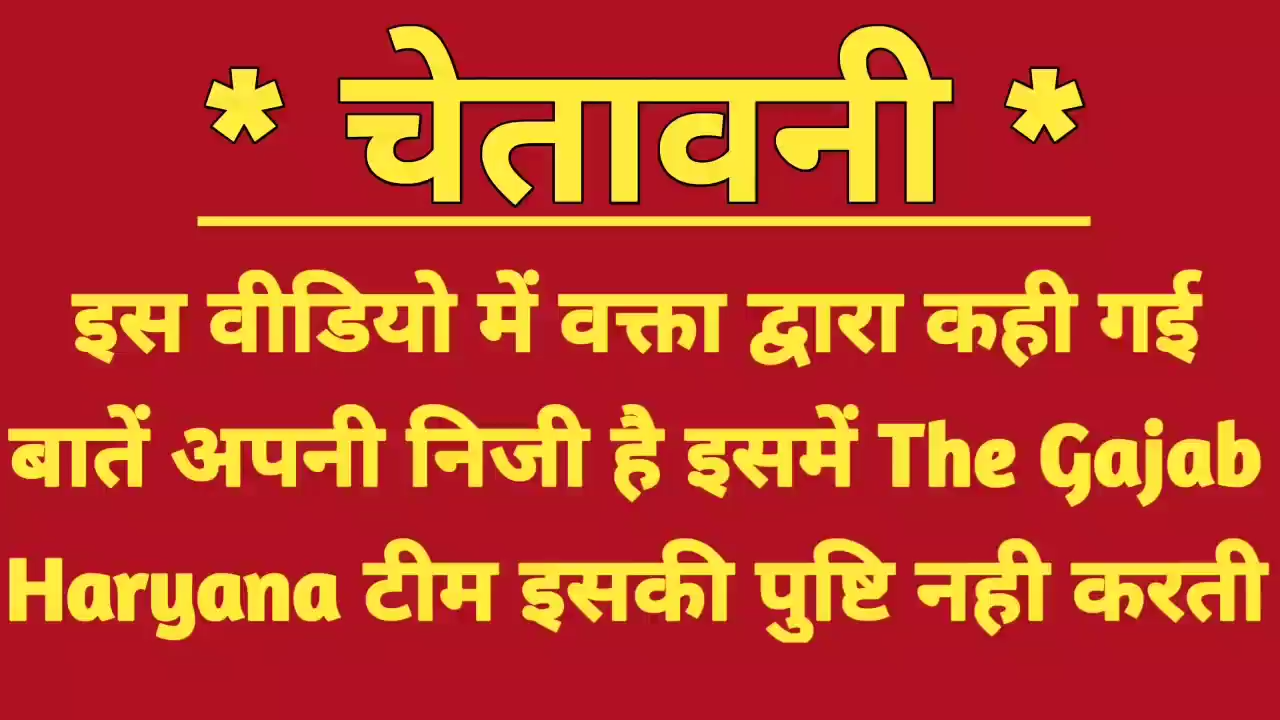 * चेतावनी *
इस वीडियो में वक्ता द्वारा कही गई
बातें अपनी निजी है इसमें The Gajab
Haryana टीम इसकी पुष्टि नही करती